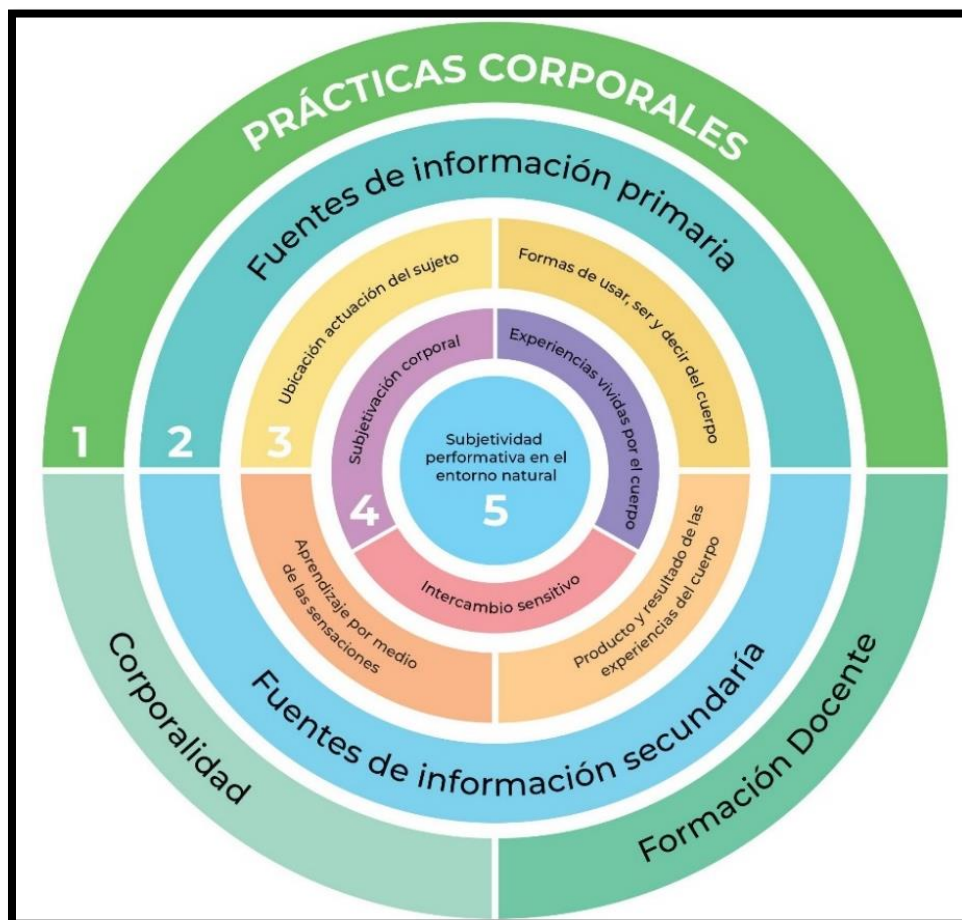 PRÁCTICAS CORPORALES
Fuentes de información primaria
Ubicación actuación del sujeto
Formas de usar, ser y decir del cuerpo
Subjetivación corporal
Experiencias vividas por el cuerpo
Subjetividad
performativa en el
entorno natural
1
2
3
4
5
Intercambio sensitivo
Aprendizaje por medio
de las sensaciones
Producto y resultado de las
experiencias del cuerpo
Fuentes de información secundaría
Corporalidad
Formación Docente